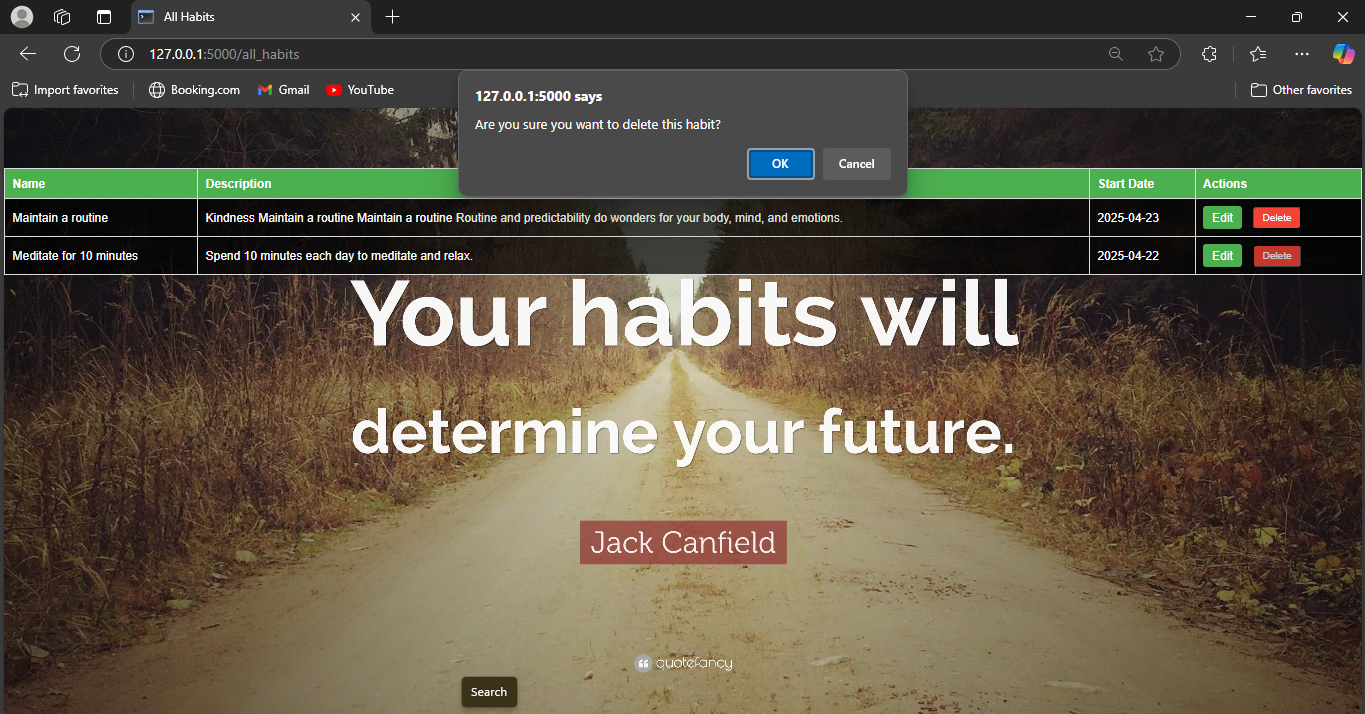 All Habits
127.0.0.1:5000/all_habits
Import favorites Booking.com Gmail YouTube Other favorites
127.0.0.1:5000 says
Are you sure you want to delete this habit?
OK Cancel
Name Description Start Date Actions
Maintain a routine Kindness Maintain a routine Maintain a routine Routine and predictability do wonders for your body, mind, and emotions. 2025-04-23 Edit Delete
Meditate for 10 minutes Spend 10 minutes each day to meditate and relax. 2025-04-22 Edit Delete
Your habits will
determine your future.
Jack Canfield
quotefancy
Search